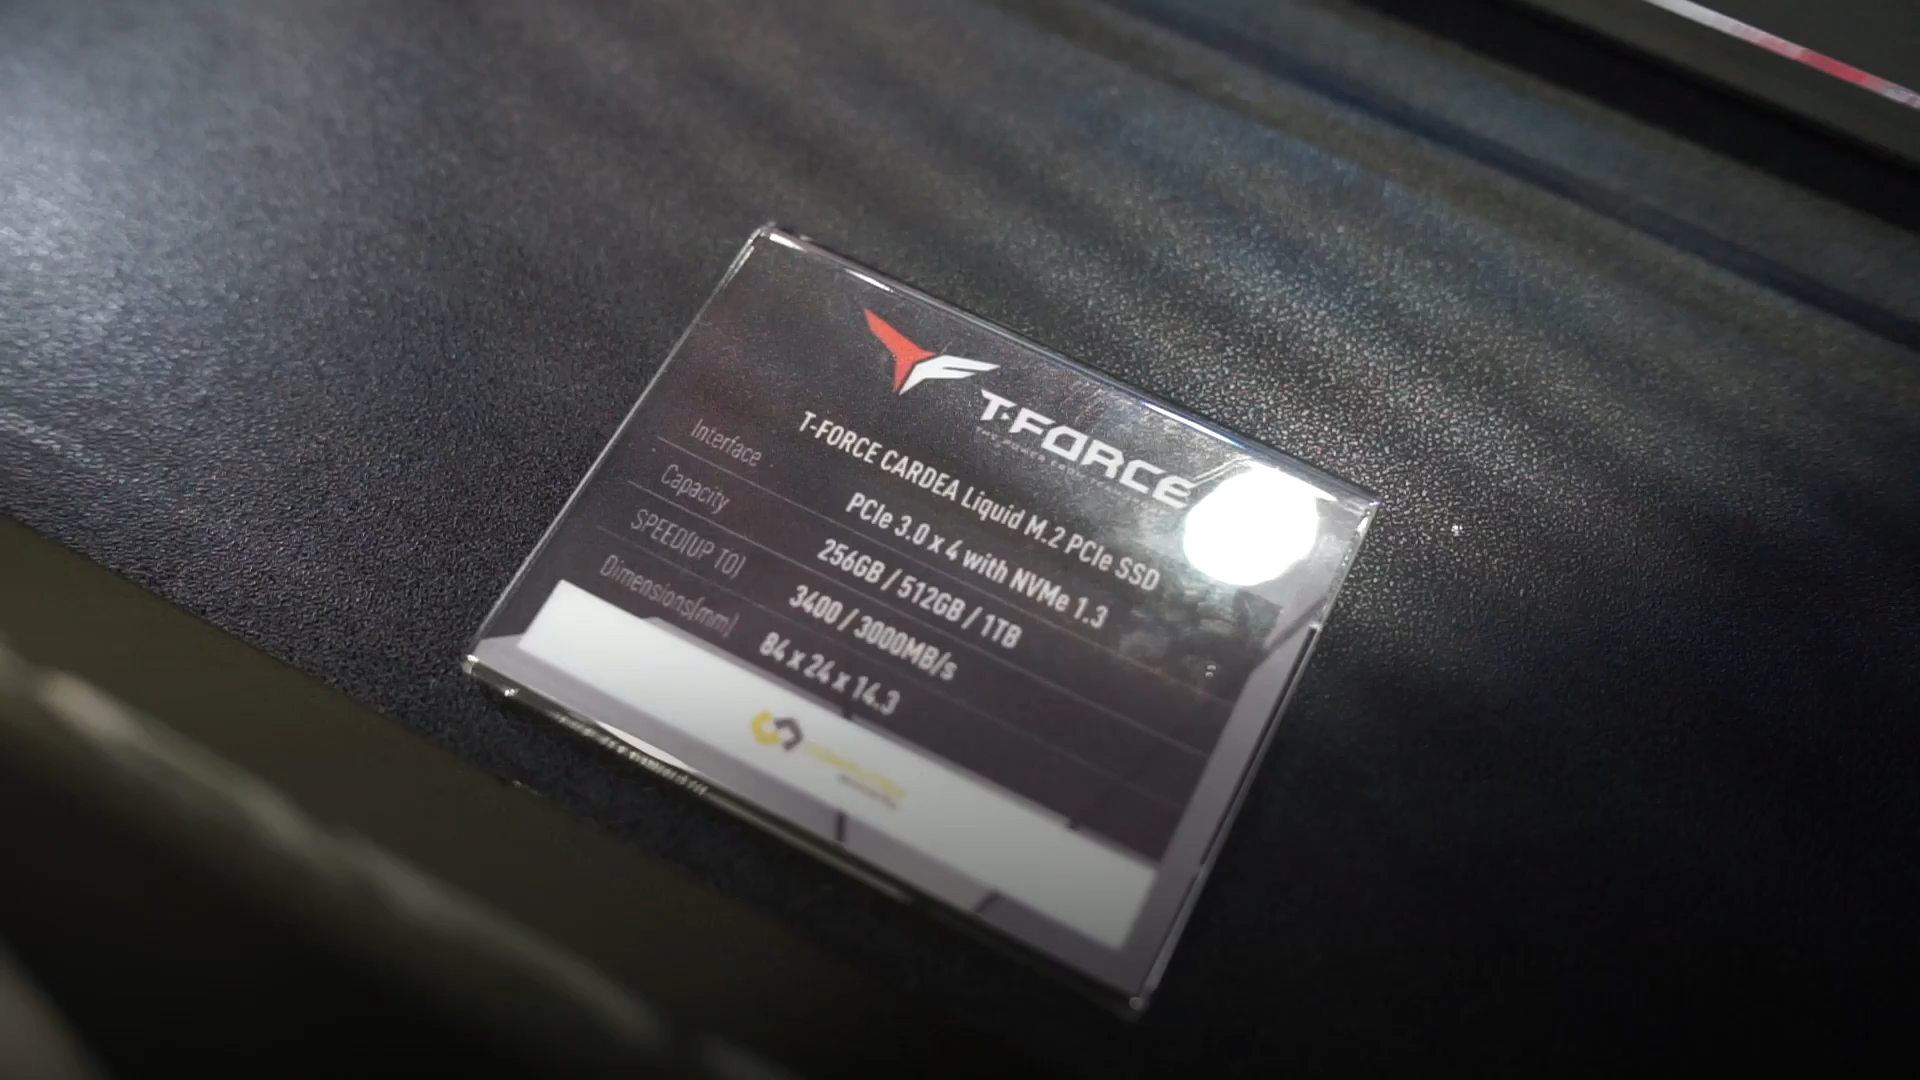 T-FORCE
T-FORCE CARDEA Liquid M.2 PCIe SSD
Interface PCIe 3.0 x 4 with NVMe 1.3
Capacity 256GB / 512GB / 1TB
SPEED(UP TO) 3400 / 3000MB/s
Dimensions(mm) 84 x 24 x 14.3